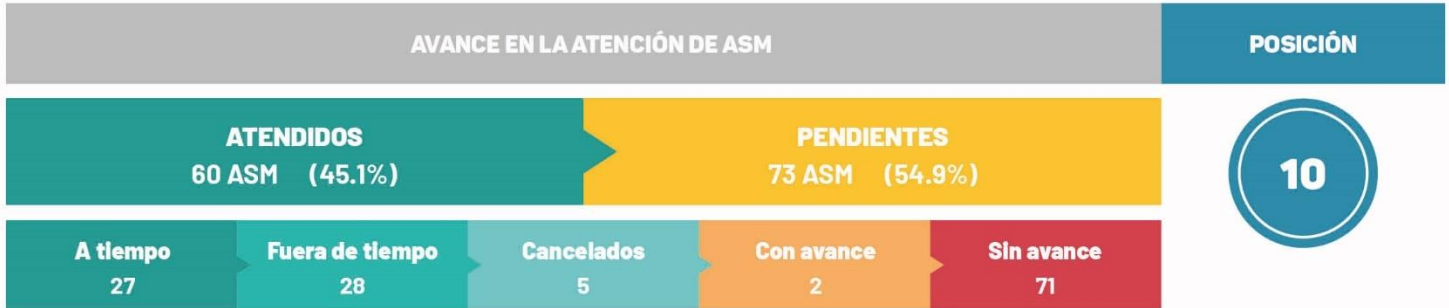 AVANCE EN LA ATENCIÓN DE ASM
POSICIÓN
ATENDIDOS
60 ASM (45.1%)
PENDIENTES
73 ASM (54.9%)
10
A tiempo
27
Fuera de tiempo
28
Cancelados
5
Con avance
2
Sin avance
71